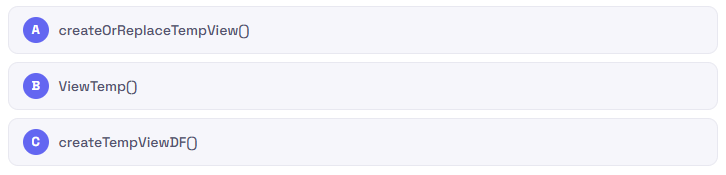 A createOrReplaceTempView()
B ViewTemp()
C createTempViewDF()